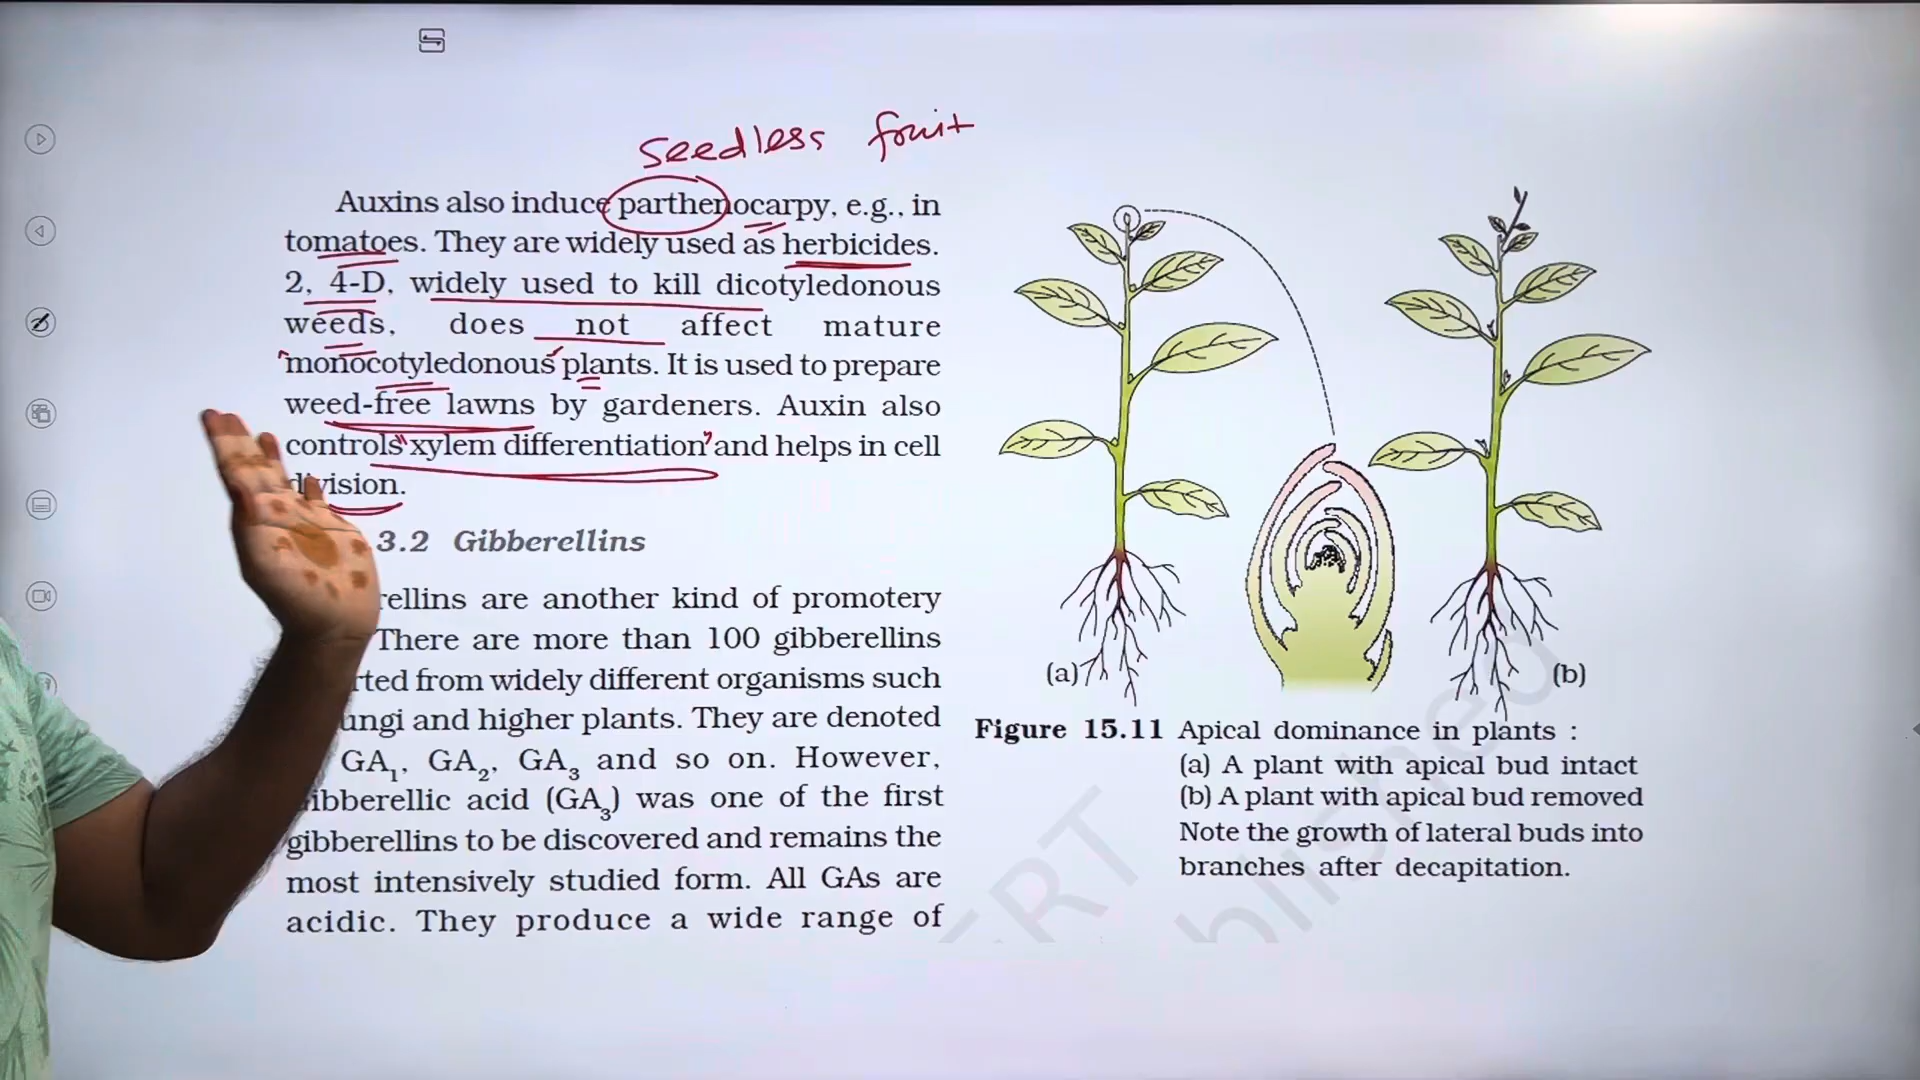 Seedless fruit
Auxins also induce parthenocarpy, e.g., in
tomatoes. They are widely used as herbicides.
2, 4-D, widely used to kill dicotyledonous
weeds, does not affect mature
"monocotyledonous" plants. It is used to prepare
weed-free lawns by gardeners. Auxin also
controls "xylem differentiation" and helps in cell
division.
3.2 Gibberellins
rellins are another kind of promotery
There are more than 100 gibberellins
rted from widely different organisms such
ungi and higher plants. They are denoted
GA₁, GA₂, GA₃ and so on. However,
ibberellic acid (GA₃) was one of the first
gibberellins to be discovered and remains the
most intensively studied form. All GAs are
acidic. They produce a wide range of
(a)
(b)
Figure 15.11 Apical dominance in plants :
(a) A plant with apical bud intact
(b) A plant with apical bud removed
Note the growth of lateral buds into
branches after decapitation.